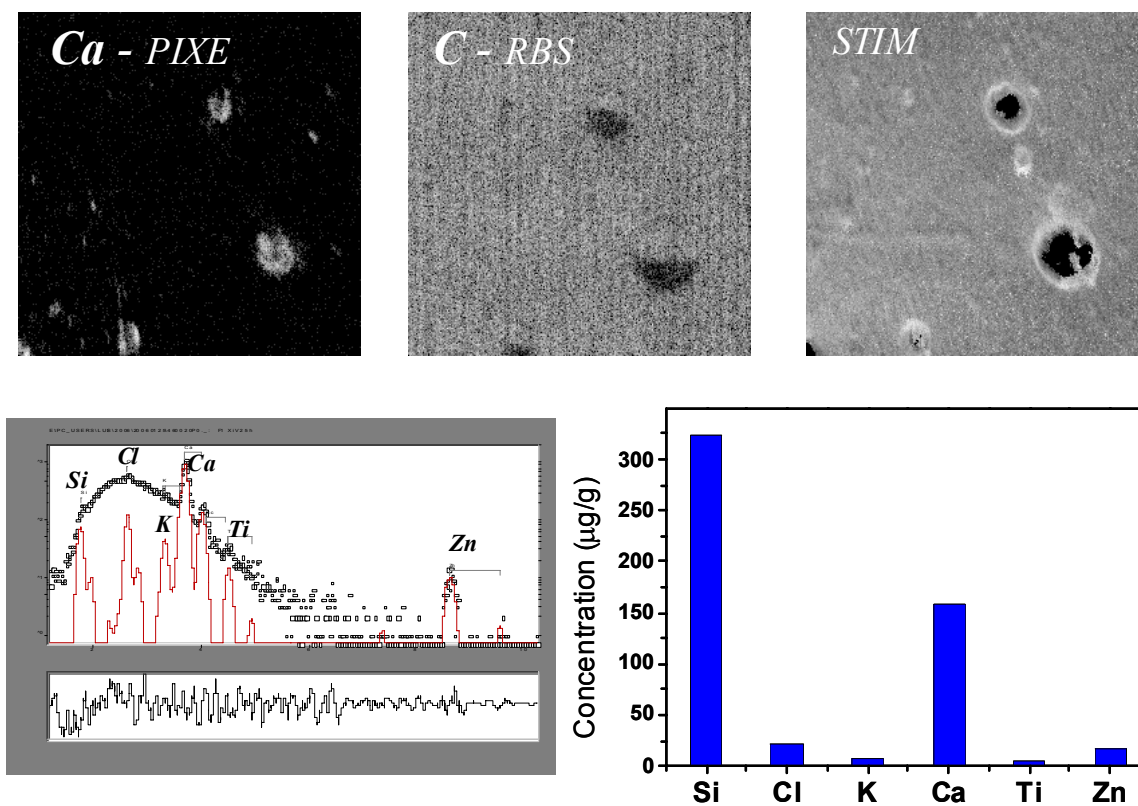 Ca - PIXE
C - RBS
STIM
Si
Cl
K
Ca
Ti
Zn
Concentration (µg/g)
300
250
200
150
100
50
0
Si Cl K Ca Ti Zn